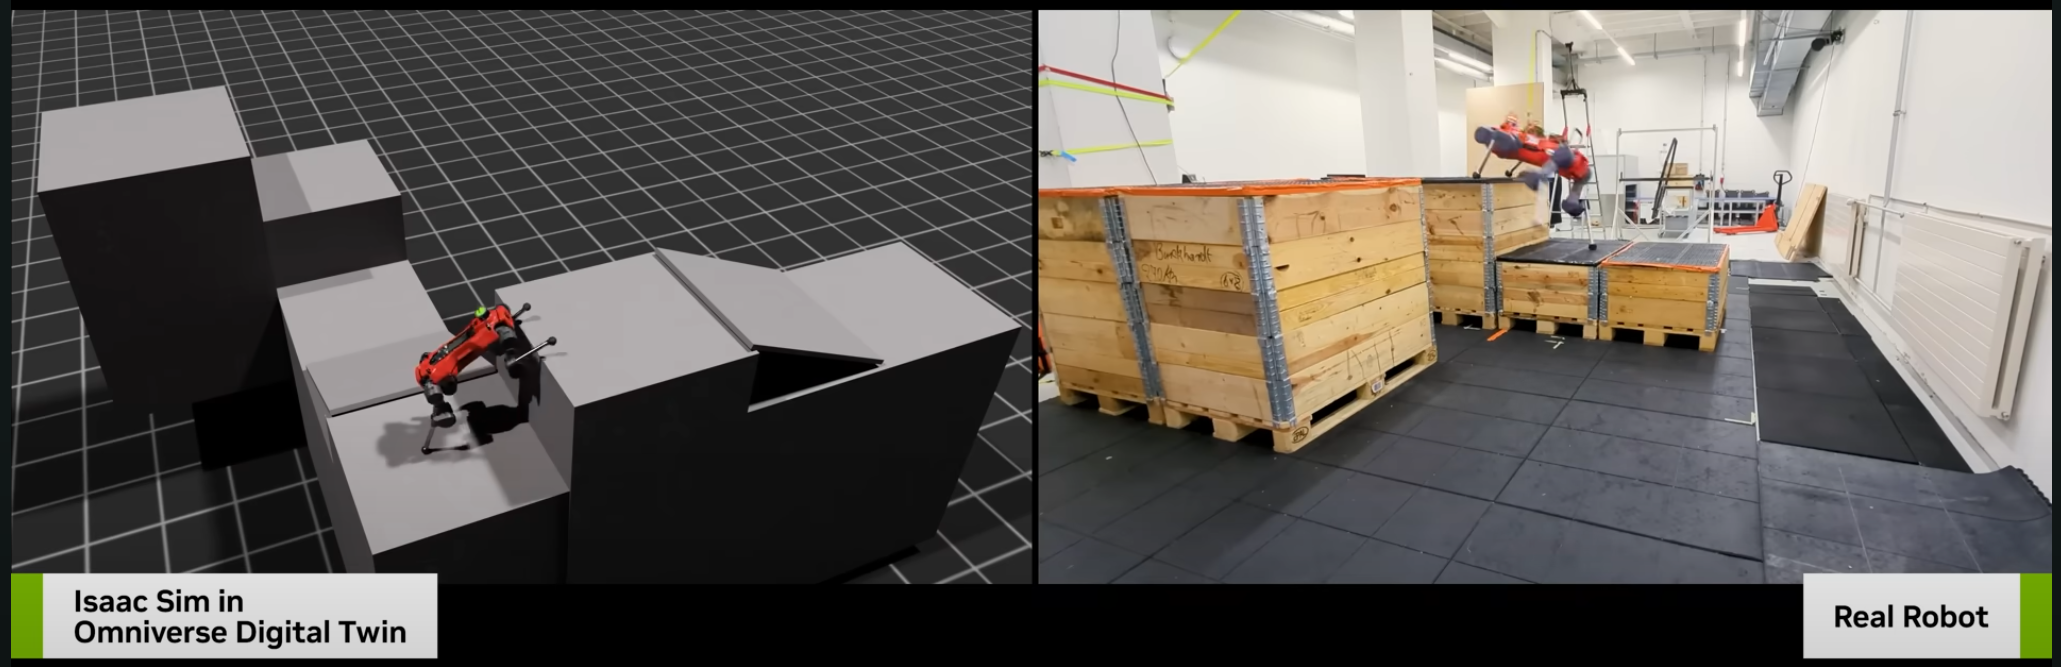 Isaac Sim in
Omniverse Digital Twin
Real Robot